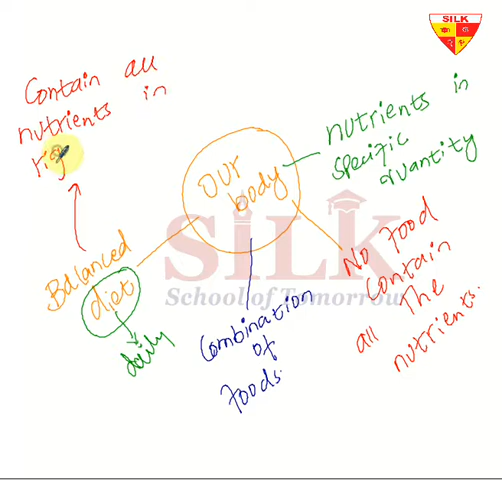 SILK
Contain all
nutrients in
rig
nutrients in
specific
quantity
Our
body
Balanced
diet
daily
Combination
of
foods.
No Food
contain
all The
nutrients.
SILK
School of Tomorrow